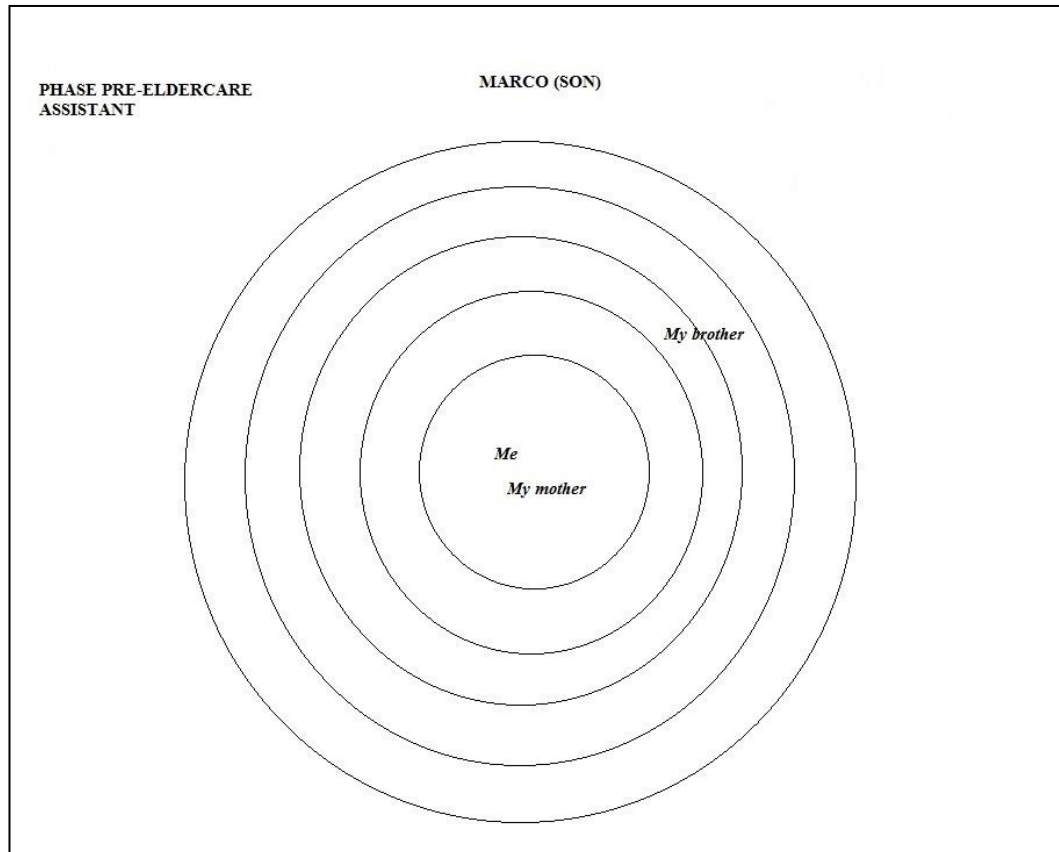 PHASE PRE-ELDERCARE
ASSISTANT
MARCO (SON)
My brother
Me
My mother